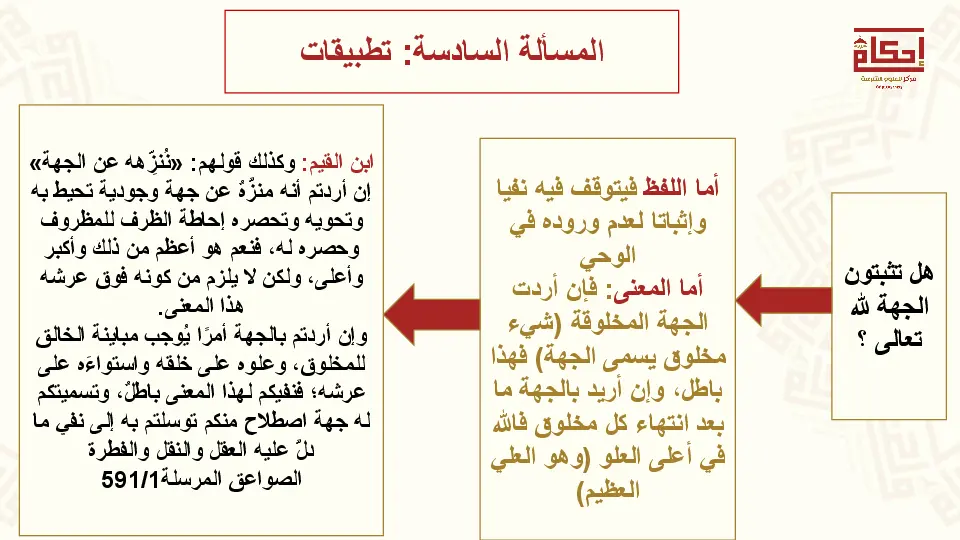 المسألة السادسة: تطبيقات
إحكام
مركز للعلوم الشرعية
هل تثبتون
الجهة لله
تعالى ؟
أما اللفظ فيتوقف فيه نفيا
وإثباتا لعدم وروده في
الوحي
أما المعنى: فإن أردت
الجهة المخلوقة (شيء
مخلوق يسمى الجهة) فهذا
باطل، وإن أريد بالجهة ما
بعد انتهاء كل مخلوق فالله
في أعلى العلو (وهو العلي
العظيم)
ابن القيم: وكذلك قولهم: «نُنزِّهه عن الجهة»
إن أردتم أنه منزَّهٌ عن جهة وجودية تحيط به
وتحويه وتحصره إحاطة الظرف للمظروف
وحصره له، فنعم هو أعظم من ذلك وأكبر
وأعلى، ولكن لا يلزم من كونه فوق عرشه
هذا المعنى.
وإن أردتم بالجهة أمرًا يُوجب مباينة الخالق
للمخلوق، وعلوه على خلقه واستواءَه على
عرشه؛ فنفيكم لهذا المعنى باطلٌ، وتسميتكم
له جهة اصطلاح منكم توسلتم به إلى نفي ما
دلّ عليه العقل والنقل والفطرة
الصواعق المرسلة591/1